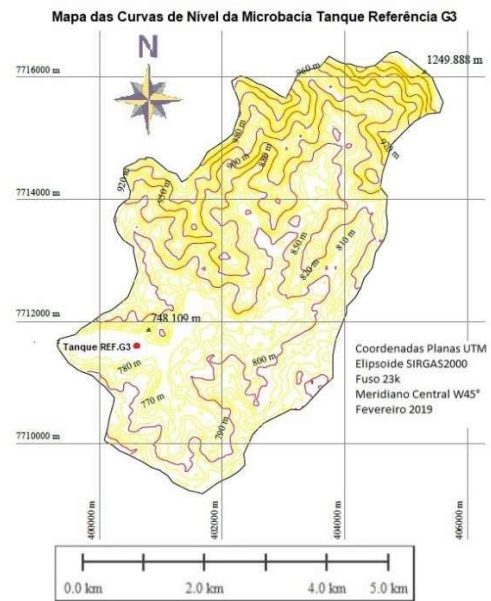 Mapa das Curvas de Nível da Microbacia Tanque Referência G3
N
1249.888 m
7716000 m
960 m
980 m
900 m
880 m
970 m
920 m
7714000 m
850 m
810 m
820 m
7712000 m
748.109 m
Tanque REF.G3
780 m
800 m
770 m
790 m
7710000 m
Coordenadas Planas UTM
Elipsoide SIRGAS2000
Fuso 23k
Meridiano Central W45°
Fevereiro 2019
400000 m
402000 m
404000 m
406000 m
0.0 km
2.0 km
4.0 km
5.0 km